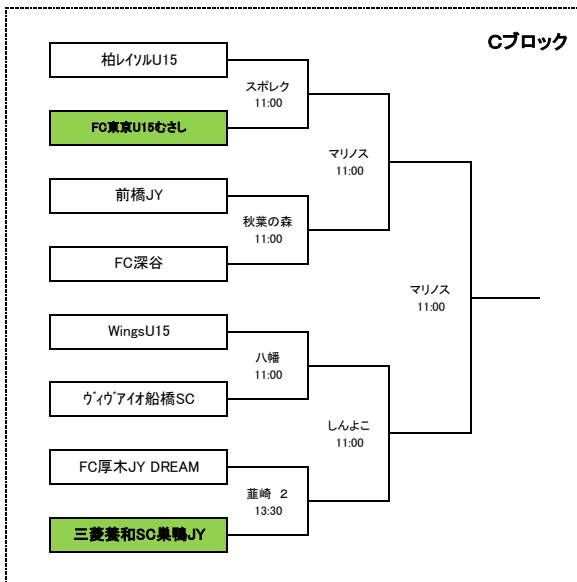 Cブロック
柏レイソルU15
スポレク
11:00
FC東京U15むさし
マリノス
11:00
前橋JY
秋葉の森
11:00
FC深谷
マリノス
11:00
WingsU15
八幡
11:00
ヴィヴァイオ船橋SC
しんよこ
11:00
FC厚木JY DREAM
韮崎 2
13:30
三菱養和SC巣鴨JY